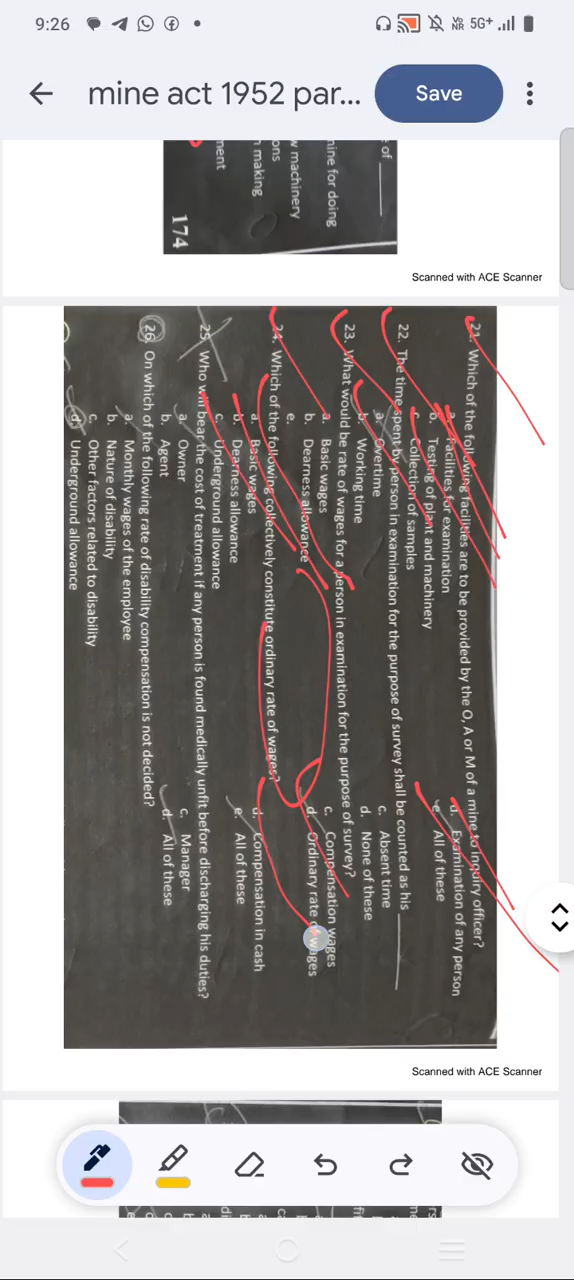 9:26
VoNR 5G+
mine act 1952 par...
Save
of
nine for doing
machinery
ons
making
ment
174
Scanned with ACE Scanner
21. Which of the following facilities are to be provided by the O, A or M of a mine to inquiry officer?
a. Facilities for examination
d. Examination of any person
b. Testing of plant and machinery
e. All of these
c. Collection of samples
22. The time spent by person in examination for the purpose of survey shall be counted as his
a. Overtime
c. Absent time
b. Working time
d. None of these
23. What would be rate of wages for a person in examination for the purpose of survey?
a. Basic wages
c. Compensation wages
b. Dearness allowance
d. Ordinary rate of wages
e.
24. Which of the following collectively constitute ordinary rate of wages?
a. Basic wages
d. Compensation in cash
b. Dearness allowance
e. All of these
c. Underground allowance
25. Who will bear the cost of treatment if any person is found medically unfit before discharging his duties?
a. Owner
c. Manager
b. Agent
d. All of these
26. On which of the following rate of disability compensation is not decided?
a. Monthly wages of the employee
b. Nature of disability
c. Other factors related to disability
d. Underground allowance
Scanned with ACE Scanner